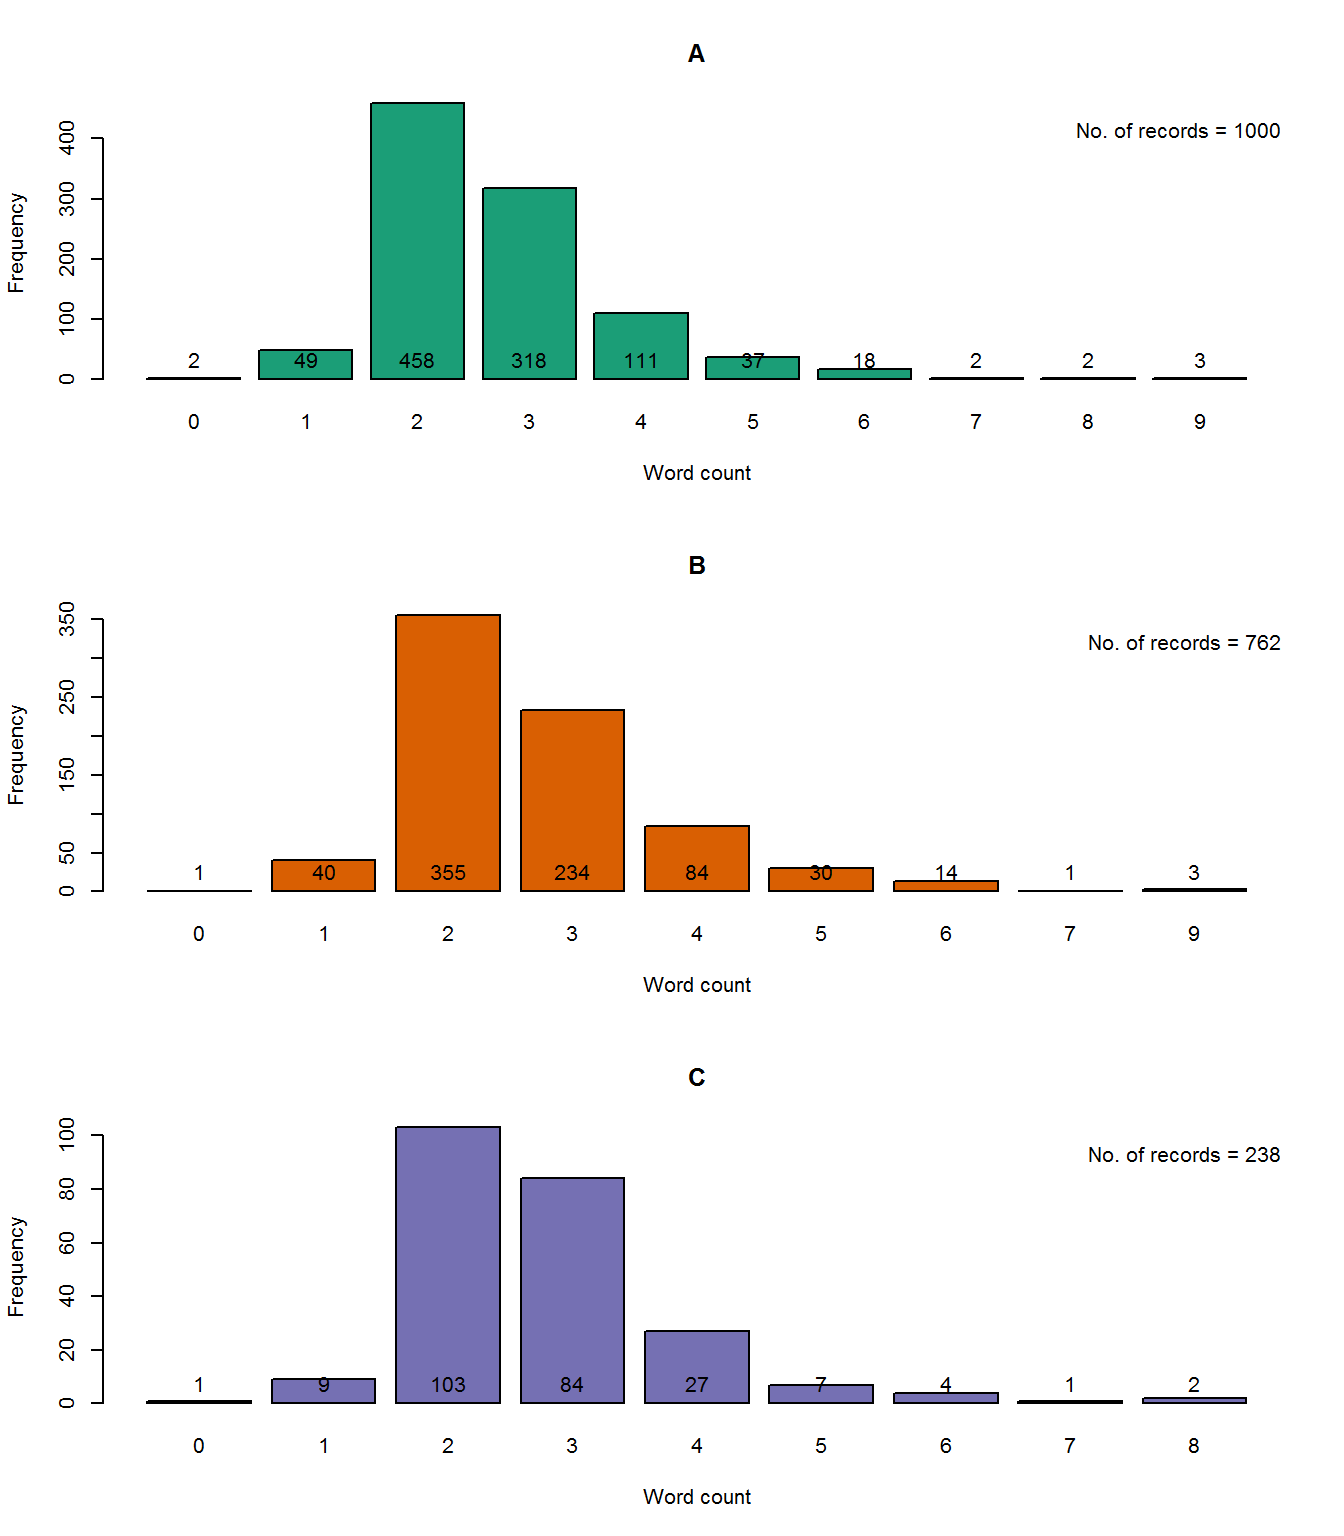 A
No. of records = 1000
Frequency
400
300
200
100
0
2 49 458 318 111 37 18 2 2 3
0 1 2 3 4 5 6 7 8 9
Word count
B
No. of records = 762
Frequency
350
250
150
50
0
1 40 355 234 84 30 14 1 3
0 1 2 3 4 5 6 7 9
Word count
C
No. of records = 238
Frequency
100
80
60
40
20
0
1 9 103 84 27 7 4 1 2
0 1 2 3 4 5 6 7 8
Word count